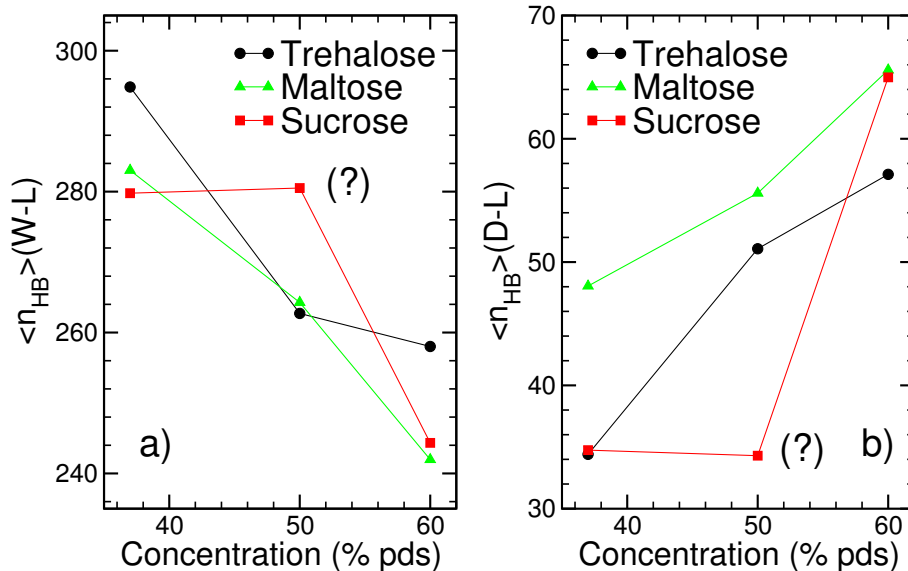 300
280
260
240
<n_HB>(W-L)
Trehalose
Maltose
Sucrose
(?)
a)
40 50 60
Concentration (% pds)
70
60
50
40
30
<n_HB>(D-L)
Trehalose
Maltose
Sucrose
(?)
b)
40 50 60
Concentration (% pds)